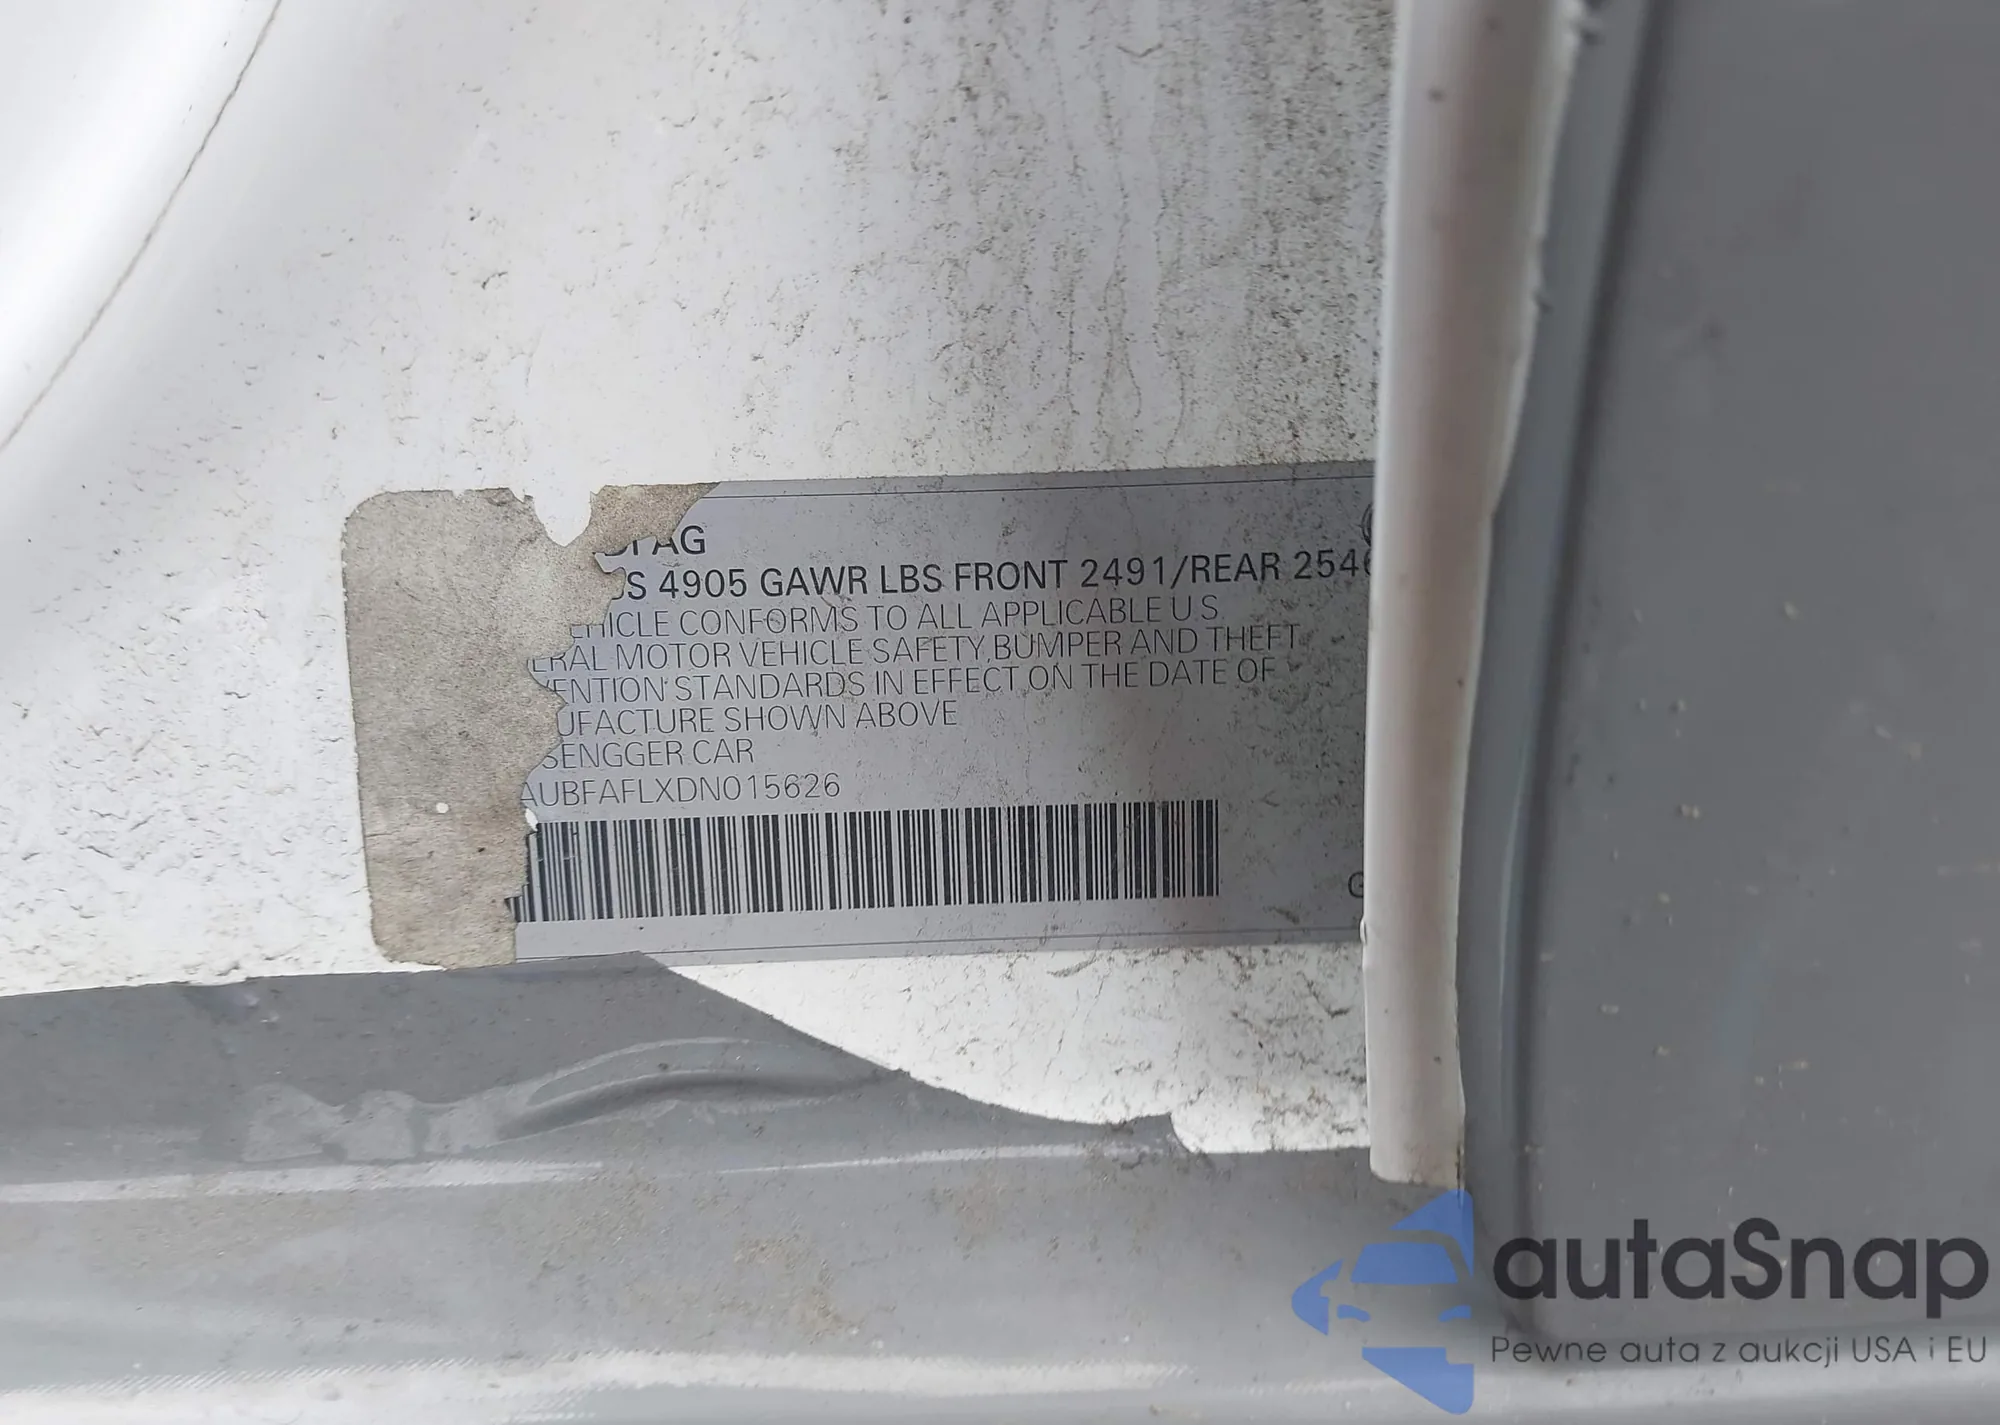 DI AG
S 4905 GAWR LBS FRONT 2491/REAR 254
EHICLE CONFORMS TO ALL APPLICABLE U.S.
ERAL MOTOR VEHICLE SAFETY, BUMPER AND THEFT
ENTION STANDARDS IN EFFECT ON THE DATE OF
UFACTURE SHOWN ABOVE
SENGGER CAR
AUBFAFLXDN015626
G
autaSnap
Pewne auta z aukcji USA i EU